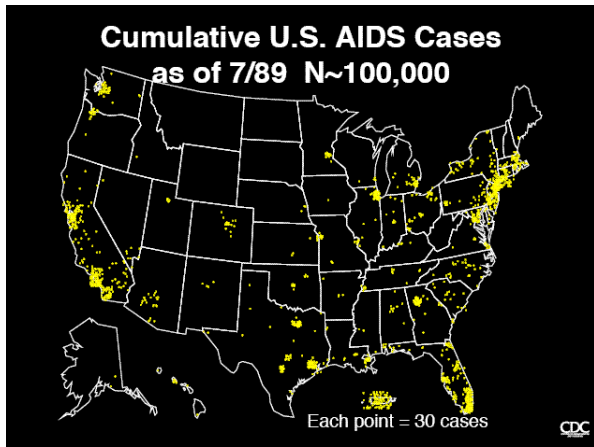 Cumulative U.S. AIDS Cases
as of 7/89 N~100,000
Each point = 30 cases
CDC